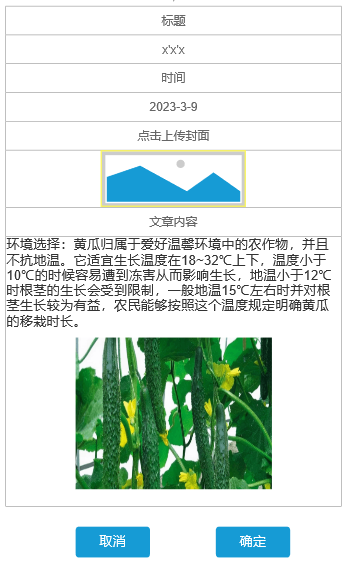 标题
x'x'x
时间
2023-3-9
点击上传封面
文章内容
环境选择：黄瓜归属于爱好温馨环境中的农作物，并且
不抗地温。它适宜生长温度在18~32℃上下，温度小于
10℃的时候容易遭到冻害从而影响生长，地温小于12℃
时根茎的生长会受到限制，一般地温15℃左右时并对根
茎生长较为有益，农民能够按照这个温度规定明确黄瓜
的移栽时长。
取消
确定